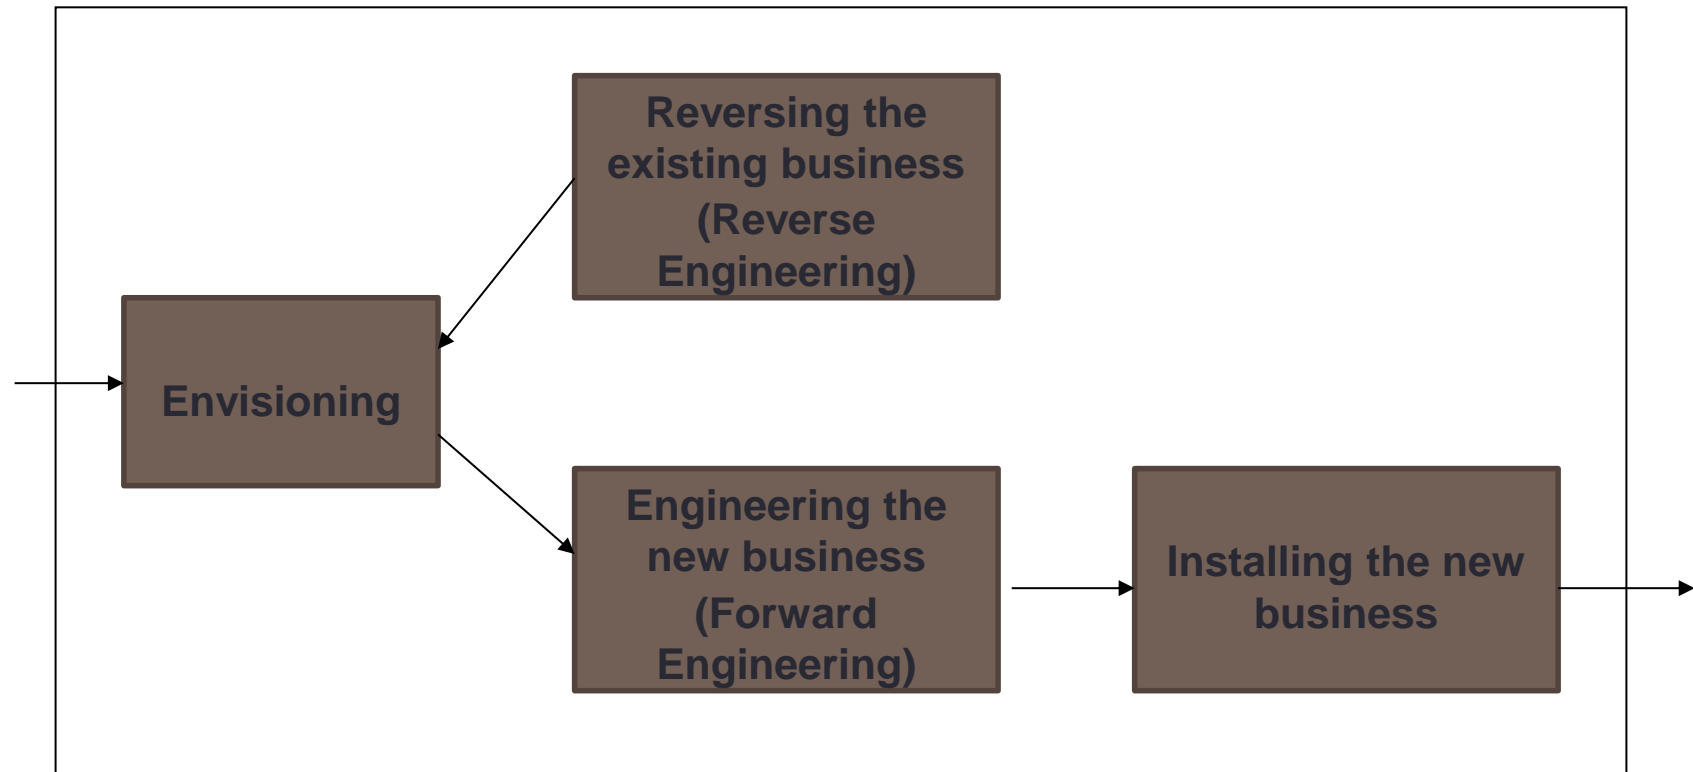 Reversing the
existing business
(Reverse
Engineering)
Envisioning
Engineering the
new business
(Forward
Engineering)
Installing the new
business